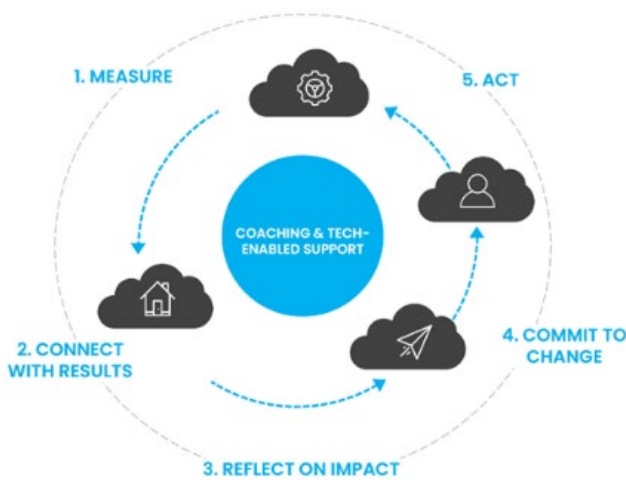 1. MEASURE
5. ACT
COACHING & TECH-
ENABLED SUPPORT
2. CONNECT
WITH RESULTS
4. COMMIT TO
CHANGE
3. REFLECT ON IMPACT